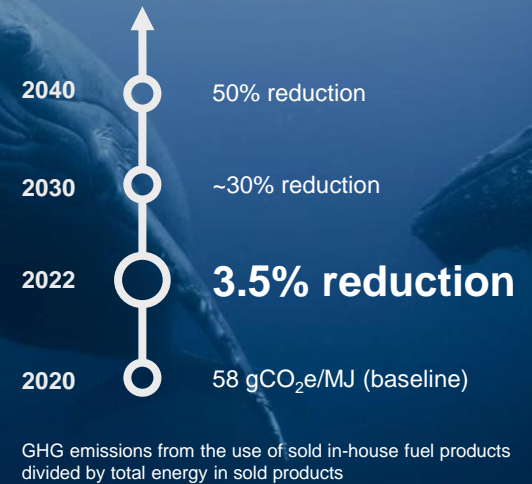 2040 50% reduction
2030 ~30% reduction
2022 3.5% reduction
2020 58 gCO₂e/MJ (baseline)
GHG emissions from the use of sold in-house fuel products
divided by total energy in sold products